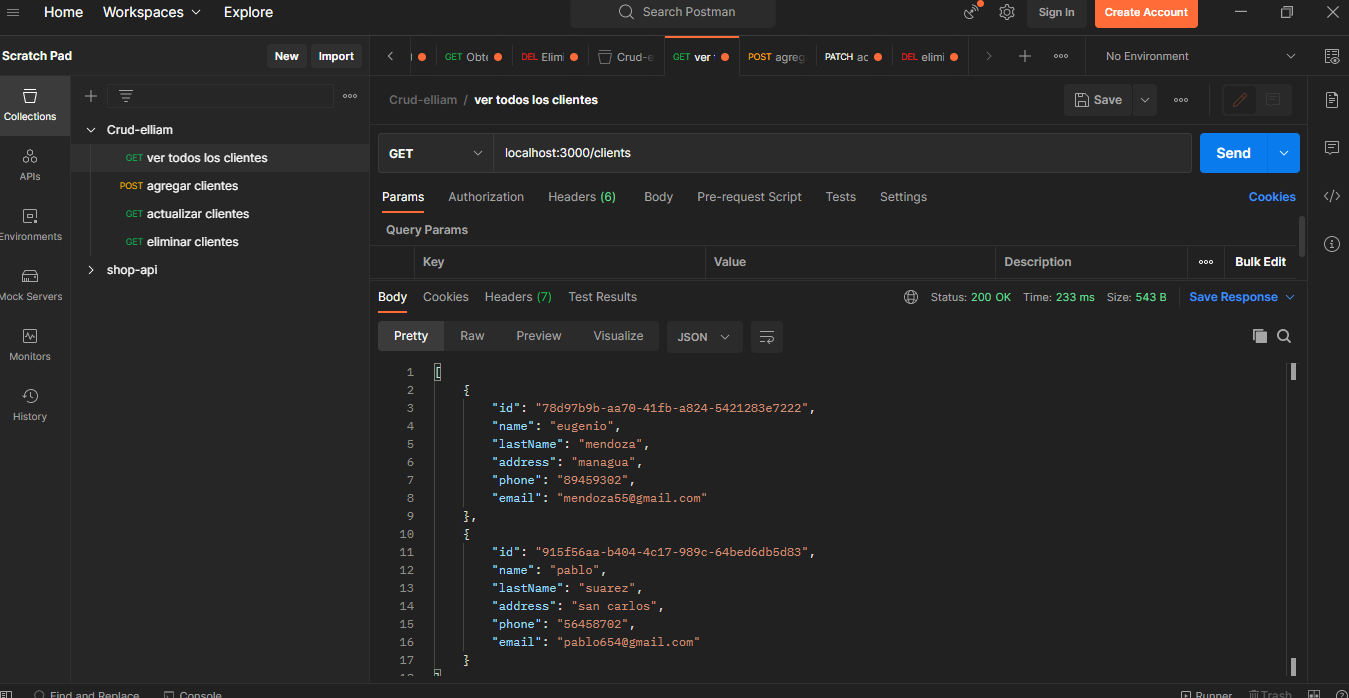 Home Workspaces Explore Search Postman Sign In Create Account
Scratch Pad New Import
GET Obte DEL Elimi Crud-e GET ver POST agreg PATCH ac DEL elimi No Environment
Collections
APIs
Environments
Mock Servers
Monitors
History
Crud-elliam
GET ver todos los clientes
POST agregar clientes
GET actualizar clientes
GET eliminar clientes
shop-api
Crud-elliam / ver todos los clientes Save
GET localhost:3000/clients Send
Params Authorization Headers (6) Body Pre-request Script Tests Settings Cookies
Query Params
Key Value Description Bulk Edit
Body Cookies Headers (7) Test Results Status: 200 OK Time: 233 ms Size: 543 B Save Response
Pretty Raw Preview Visualize JSON
1 [
2 {
3 "id": "78d97b9b-aa70-41fb-a824-5421283e7222",
4 "name": "eugenio",
5 "lastName": "mendoza",
6 "address": "managua",
7 "phone": "89459302",
8 "email": "mendoza55@gmail.com"
9 },
10 {
11 "id": "915f56aa-b404-4c17-989c-64bed6db5d83",
12 "name": "pablo",
13 "lastName": "suarez",
14 "address": "san carlos",
15 "phone": "56458702",
16 "email": "pablo654@gmail.com"
17 }
18 ]
Find and Replace Console Runner Trash